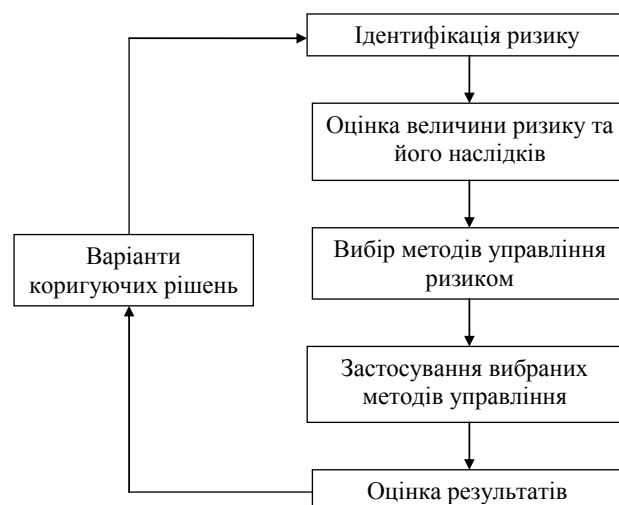 Ідентифікація ризику
Оцінка величини ризику та
його наслідків
Вибір методів управління
ризиком
Варіанти
коригуючих рішень
Застосування вибраних
методів управління
Оцінка результатів